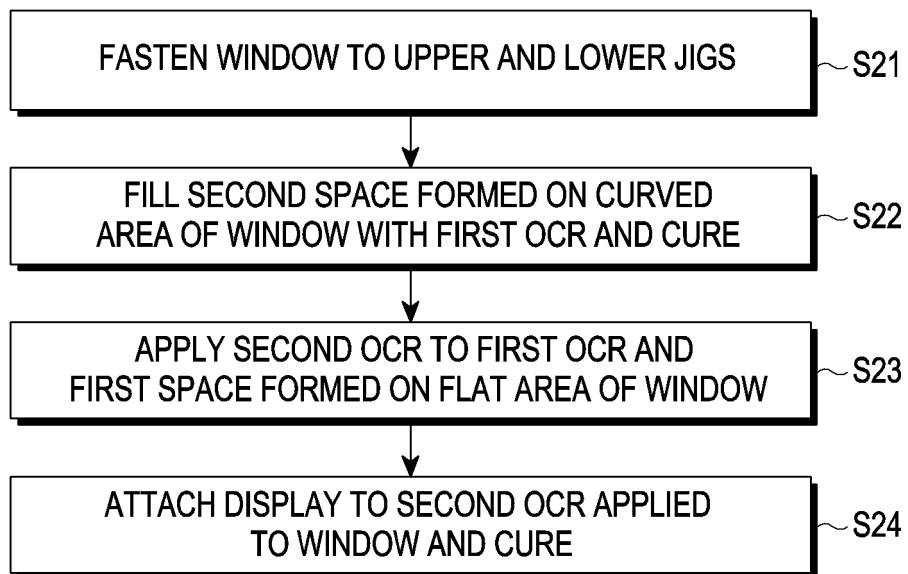 FASTEN WINDOW TO UPPER AND LOWER JIGS
S21
FILL SECOND SPACE FORMED ON CURVED
AREA OF WINDOW WITH FIRST OCR AND CURE
S22
APPLY SECOND OCR TO FIRST OCR AND
FIRST SPACE FORMED ON FLAT AREA OF WINDOW
S23
ATTACH DISPLAY TO SECOND OCR APPLIED
TO WINDOW AND CURE
S24